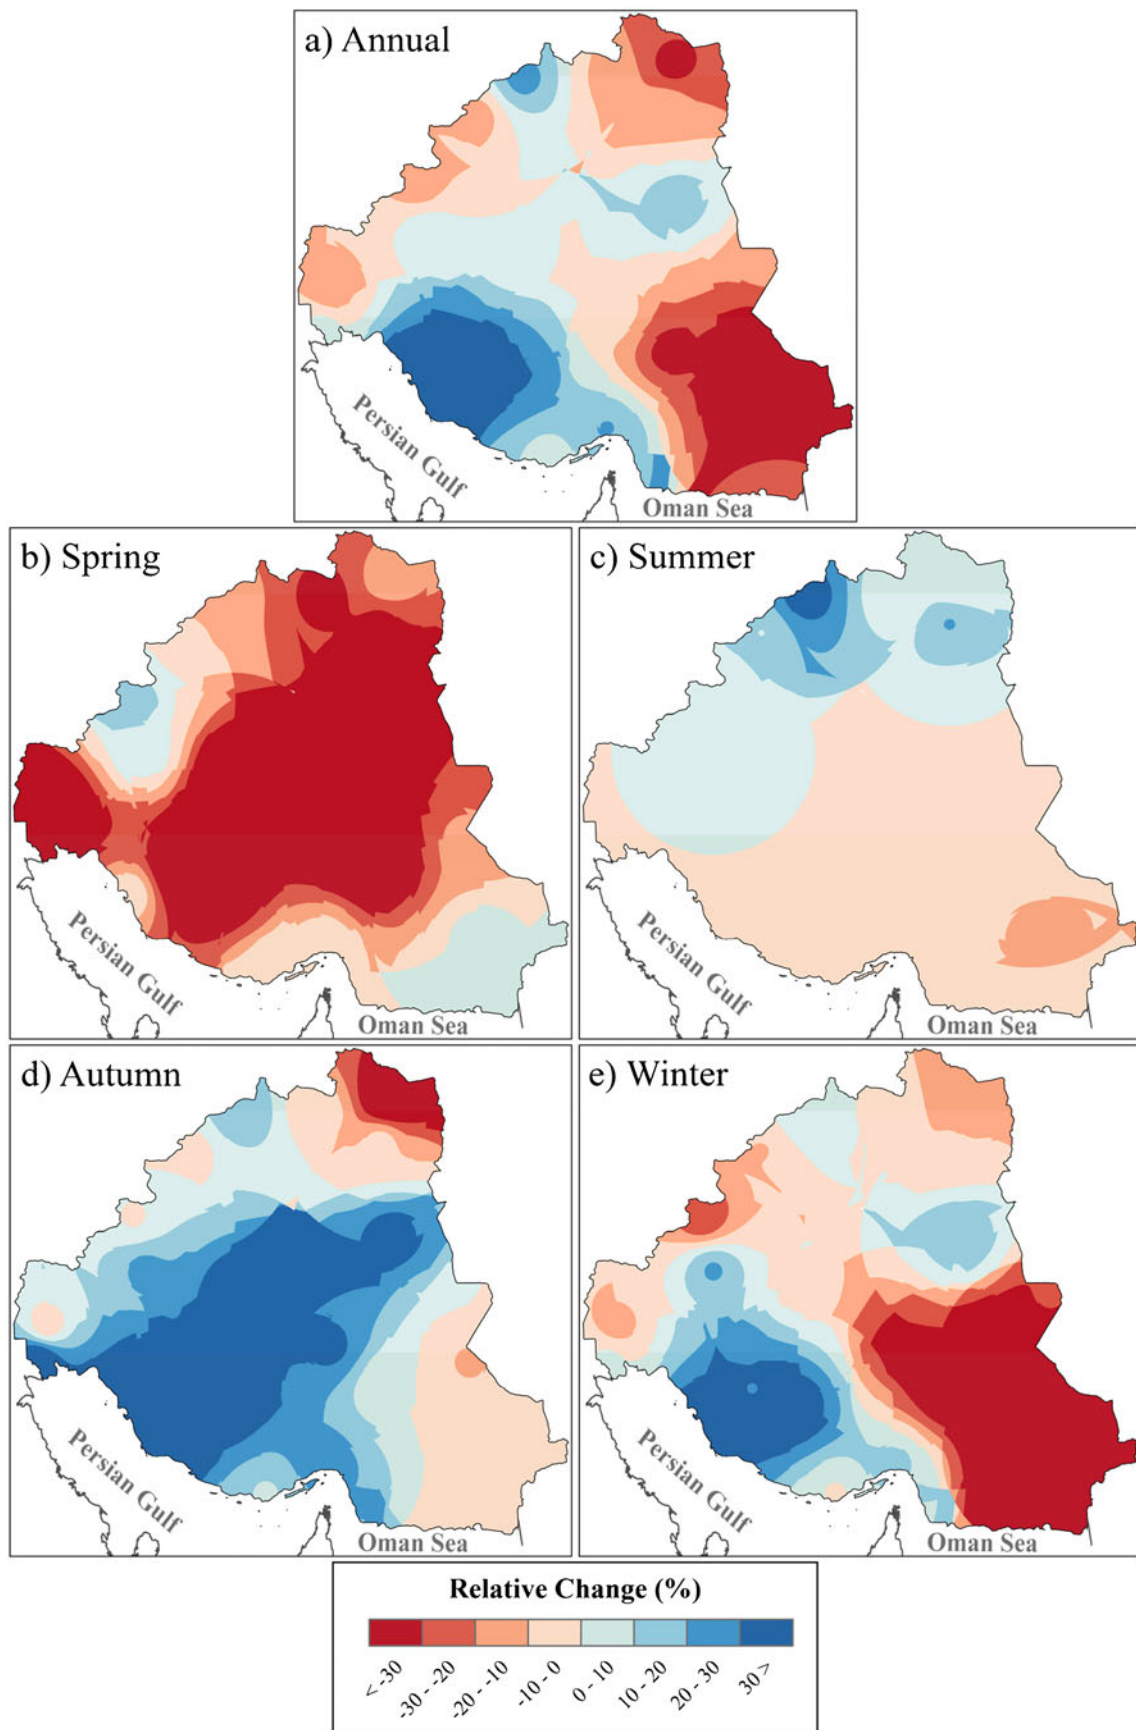 a) Annual
Persian Gulf
Oman Sea
b) Spring
Persian Gulf
Oman Sea
c) Summer
Persian Gulf
Oman Sea
d) Autumn
Persian Gulf
Oman Sea
e) Winter
Persian Gulf
Oman Sea
Relative Change (%)
< -30
-30 - -20
-20 - -10
-10 - 0
0 - 10
10 - 20
20 - 30
30 >